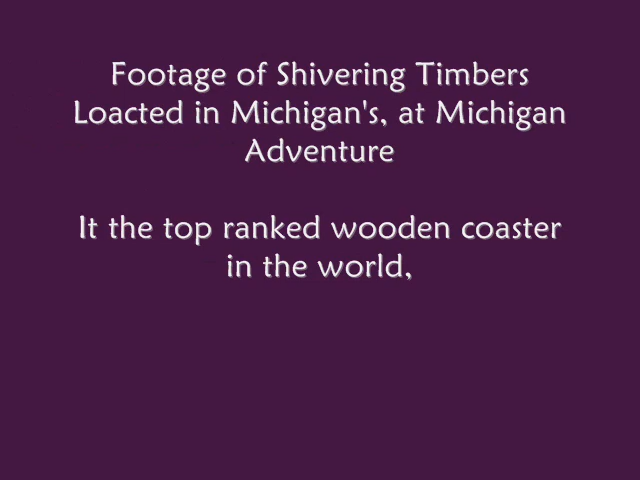 Footage of Shivering Timbers
Loacted in Michigan's, at Michigan
Adventure
It the top ranked wooden coaster
in the world,